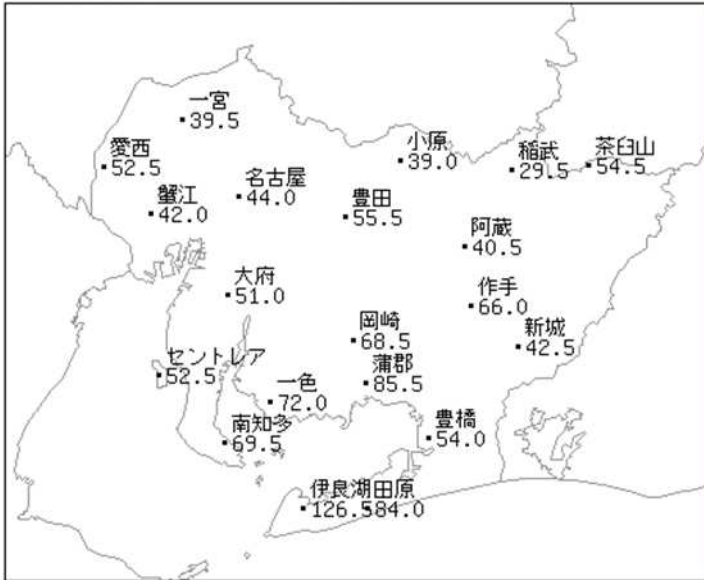 一宮
39.5
愛西
52.5
小原
39.0
稲武
29.5
茶臼山
54.5
蟹江
42.0
名古屋
44.0
豊田
55.5
阿蔵
40.5
大府
51.0
作手
66.0
岡崎
68.5
新城
42.5
セントレア
52.5
蒲郡
85.5
一色
72.0
南知多
69.5
豊橋
54.0
伊良湖 田原
126.5 84.0